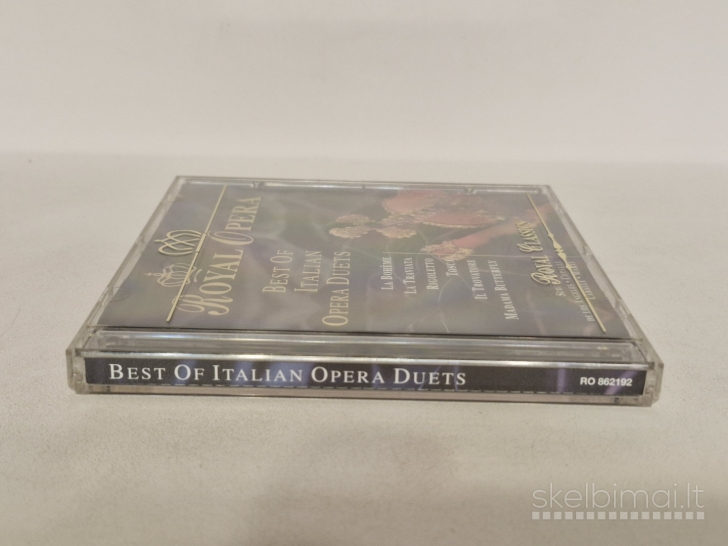 ROYAL OPERA
BEST OF
ITALIAN
OPERA DUETS
LA BOHÈME
LA TRAVIATA
RIGOLETTO
TOSCA
IL TROVATORE
MADAMA BUTTERFLY
ROYAL CLASSICS
BEST OF ITALIAN OPERA DUETS
RO 862192
skelbimai.lt